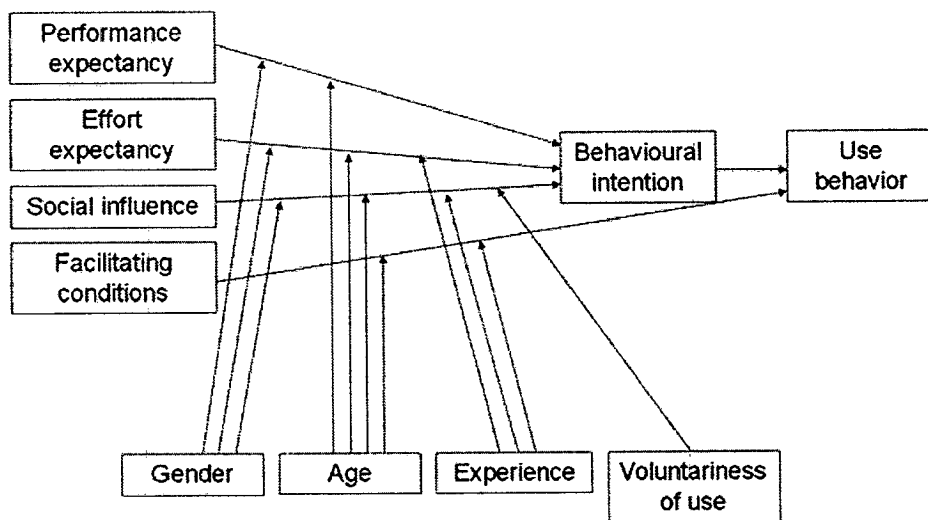 Performance
expectancy
Effort
expectancy
Social influence
Facilitating
conditions
Behavioural
intention
Use
behavior
Gender
Age
Experience
Voluntariness
of use